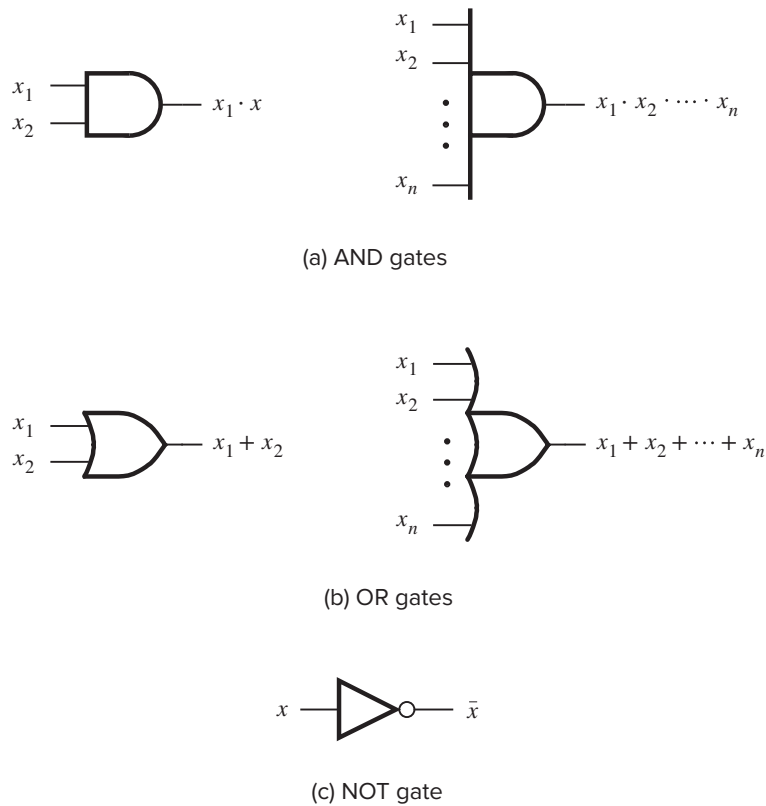 x₁
x₂
x₁ · x
x₁
x₂
xₙ
x₁ · x₂ · ⋯ · xₙ
(a) AND gates
x₁
x₂
x₁ + x₂
x₁
x₂
xₙ
x₁ + x₂ + ⋯ + xₙ
(b) OR gates
x
x̄
(c) NOT gate